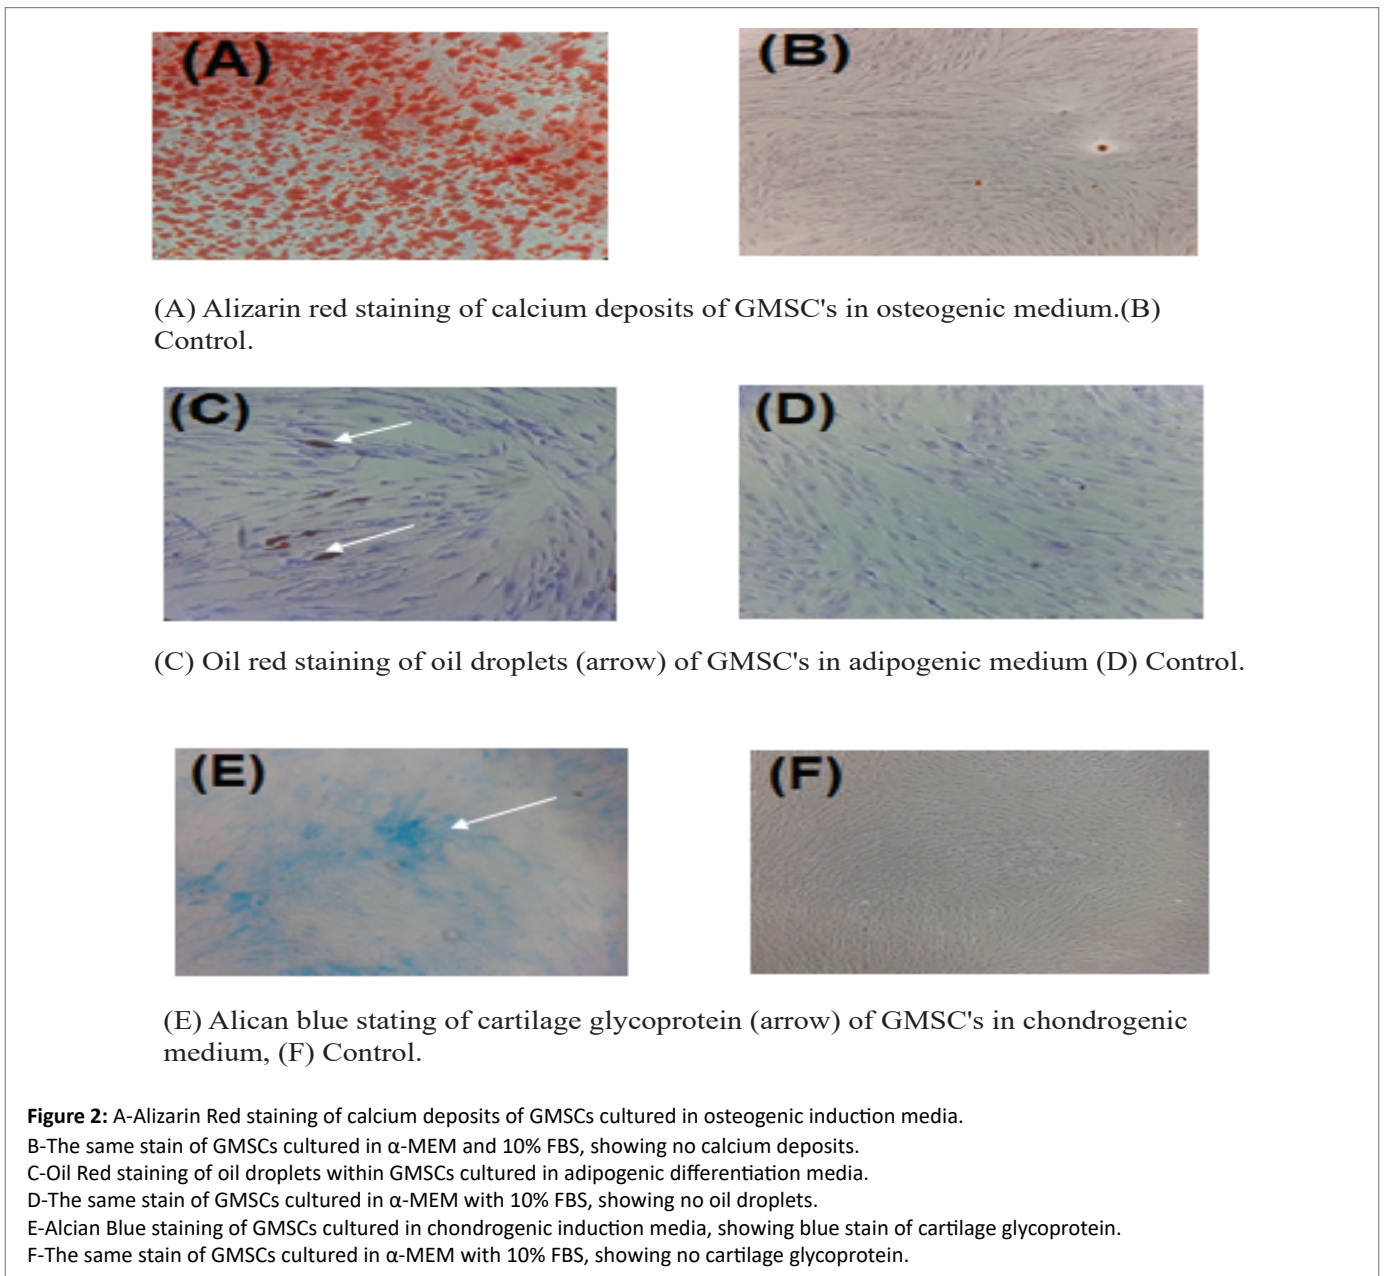 (A)
(B)
(A) Alizarin red staining of calcium deposits of GMSC's in osteogenic medium.(B)
Control.
(C)
(D)
(C) Oil red staining of oil droplets (arrow) of GMSC's in adipogenic medium (D) Control.
(E)
(F)
(E) Alican blue stating of cartilage glycoprotein (arrow) of GMSC's in chondrogenic
medium, (F) Control.
Figure 2: A-Alizarin Red staining of calcium deposits of GMSCs cultured in osteogenic induction media.
B-The same stain of GMSCs cultured in α-MEM and 10% FBS, showing no calcium deposits.
C-Oil Red staining of oil droplets within GMSCs cultured in adipogenic differentiation media.
D-The same stain of GMSCs cultured in α-MEM with 10% FBS, showing no oil droplets.
E-Alcian Blue staining of GMSCs cultured in chondrogenic induction media, showing blue stain of cartilage glycoprotein.
F-The same stain of GMSCs cultured in α-MEM with 10% FBS, showing no cartilage glycoprotein.